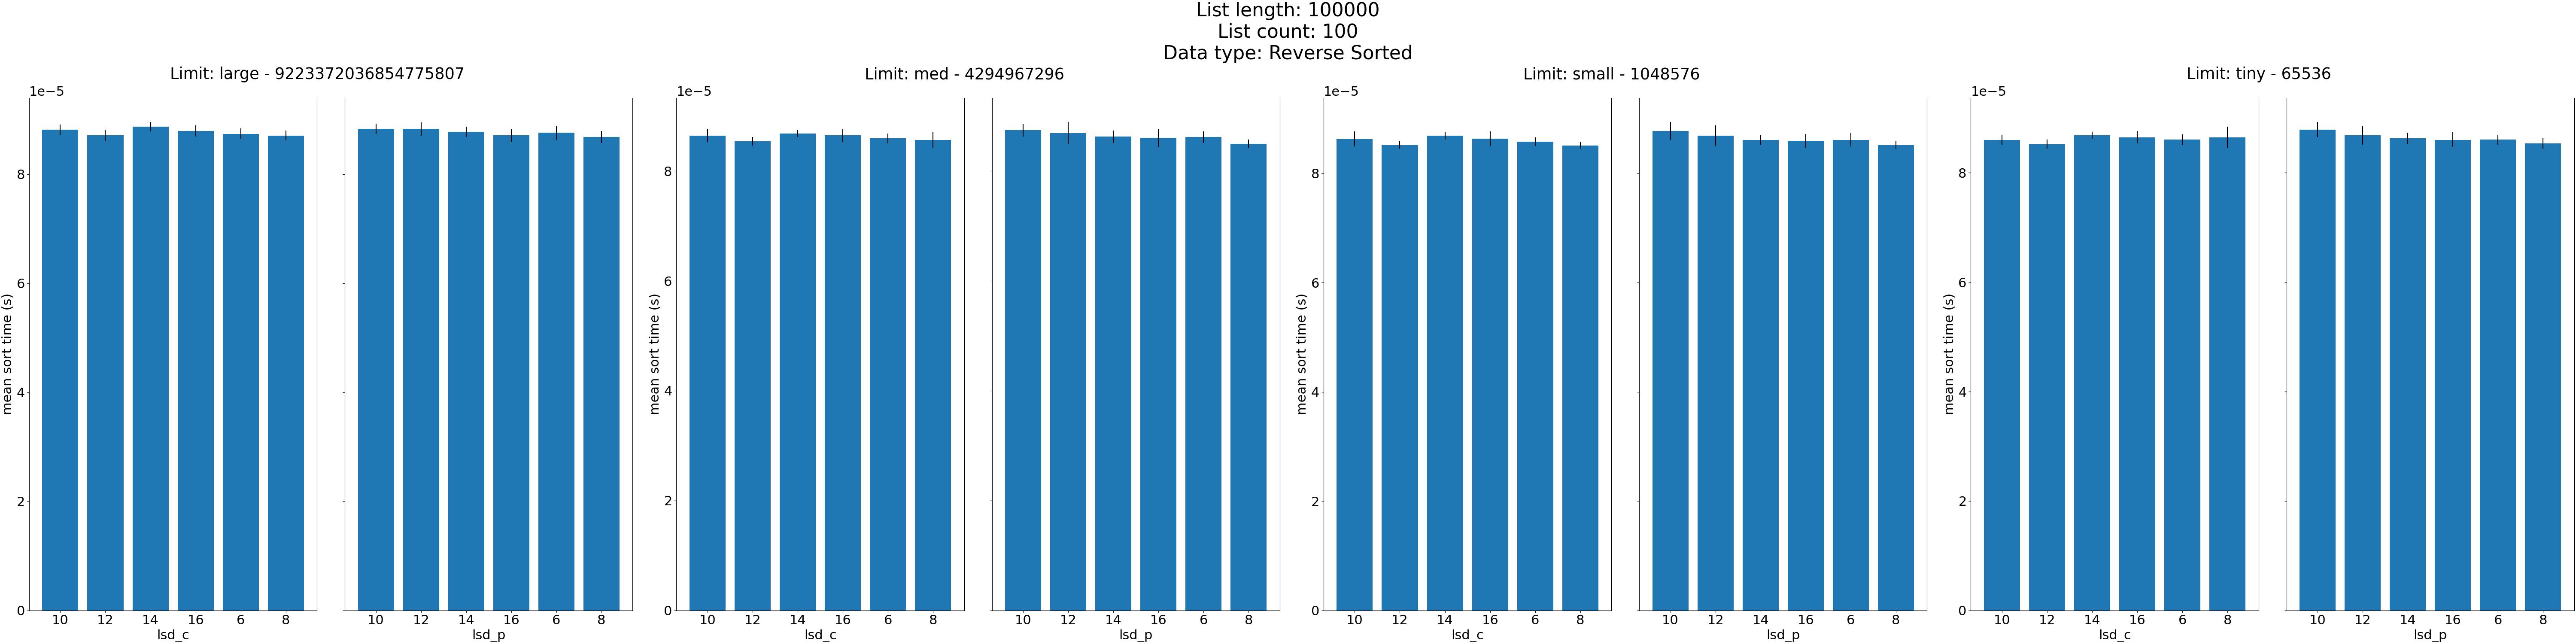 List length: 100000
List count: 100
Data type: Reverse Sorted
Limit: large - 9223372036854775807
Limit: med - 4294967296
Limit: small - 1048576
Limit: tiny - 65536
1e−5
8
6
4
2
0
mean sort time (s)
10 12 14 16 6 8
lsd_c
10 12 14 16 6 8
lsd_p
1e−5
8
6
4
2
0
mean sort time (s)
10 12 14 16 6 8
lsd_c
10 12 14 16 6 8
lsd_p
1e−5
8
6
4
2
0
mean sort time (s)
10 12 14 16 6 8
lsd_c
10 12 14 16 6 8
lsd_p
1e−5
8
6
4
2
0
mean sort time (s)
10 12 14 16 6 8
lsd_c
10 12 14 16 6 8
lsd_p